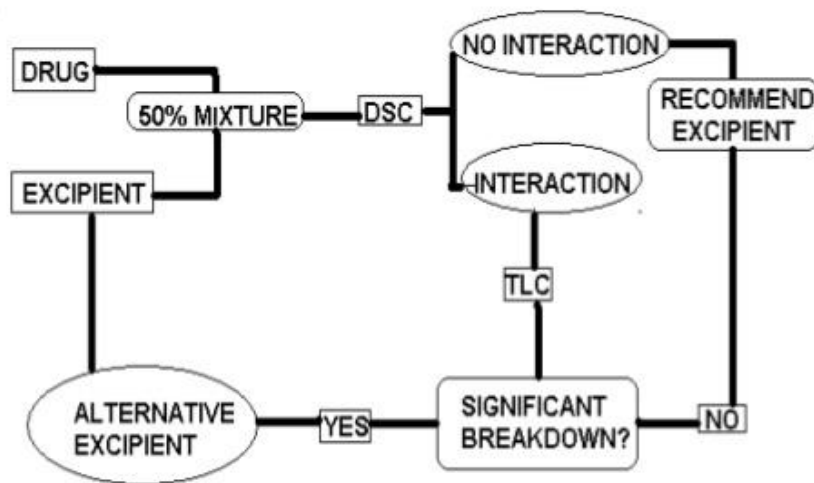 DRUG
50% MIXTURE
EXCIPIENT
DSC
NO INTERACTION
INTERACTION
RECOMMEND
EXCIPIENT
TLC
SIGNIFICANT
BREAKDOWN?
NO
YES
ALTERNATIVE
EXCIPIENT